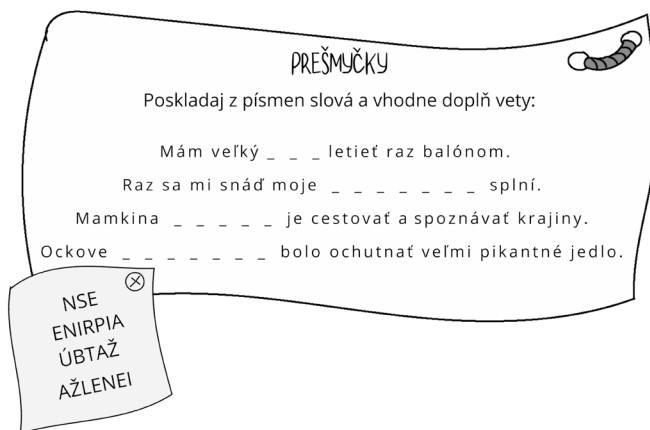 PREŠMYČKY
Poskladaj z písmen slová a vhodne doplň vety:
Mám veľký _ _ _ letieť raz balónom.
Raz sa mi snáď moje _ _ _ _ _ _ _ splní.
Mamkina _ _ _ _ _ je cestovať a spoznávať krajiny.
Ockove _ _ _ _ _ _ _ bolo ochutnať veľmi pikantné jedlo.
NSE
ENIRPIA
ÚBTAŽ
AŽLENEI